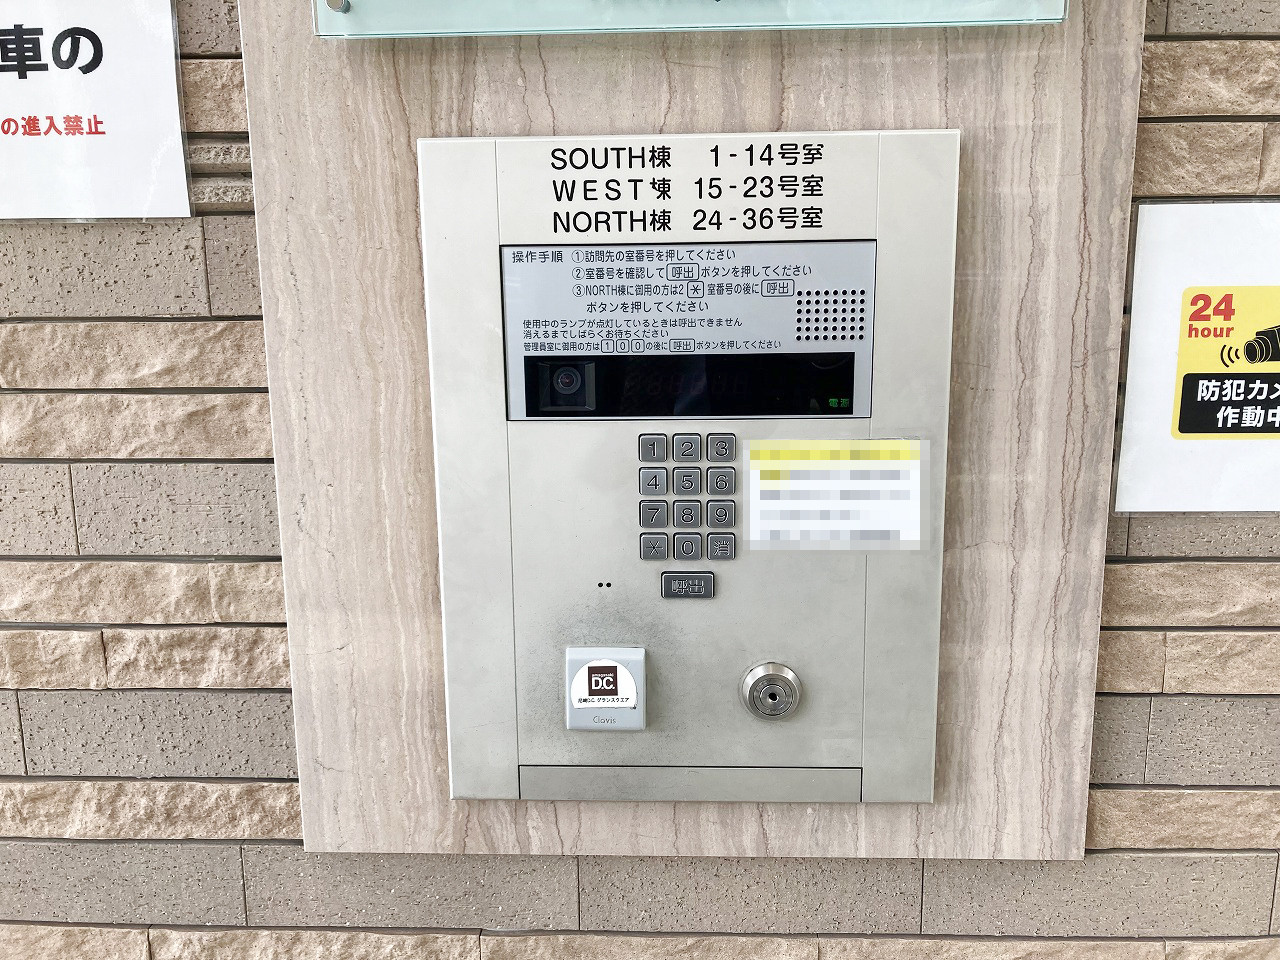 車の
の進入禁止
SOUTH棟 1-14号室
WEST棟 15-23号室
NORTH棟 24-36号室
操作手順 ①訪問先の室番号を押してください
②室番号を確認して 呼出 ボタンを押してください
③NORTH棟に御用の方は2 * 室番号の後に 呼出
ボタンを押してください
使用中のランプが点灯しているときは呼出できません
消えるまでしばらくお待ちください
管理員室に御用の方は 1 0 0 の後に 呼出 ボタンを押してください
電源
1 2 3
4 5 6
7 8 9
* 0 消
呼出
D.C.
尼崎D.C. グランスクエア
Clavis
24
hour
防犯カメ
作動中